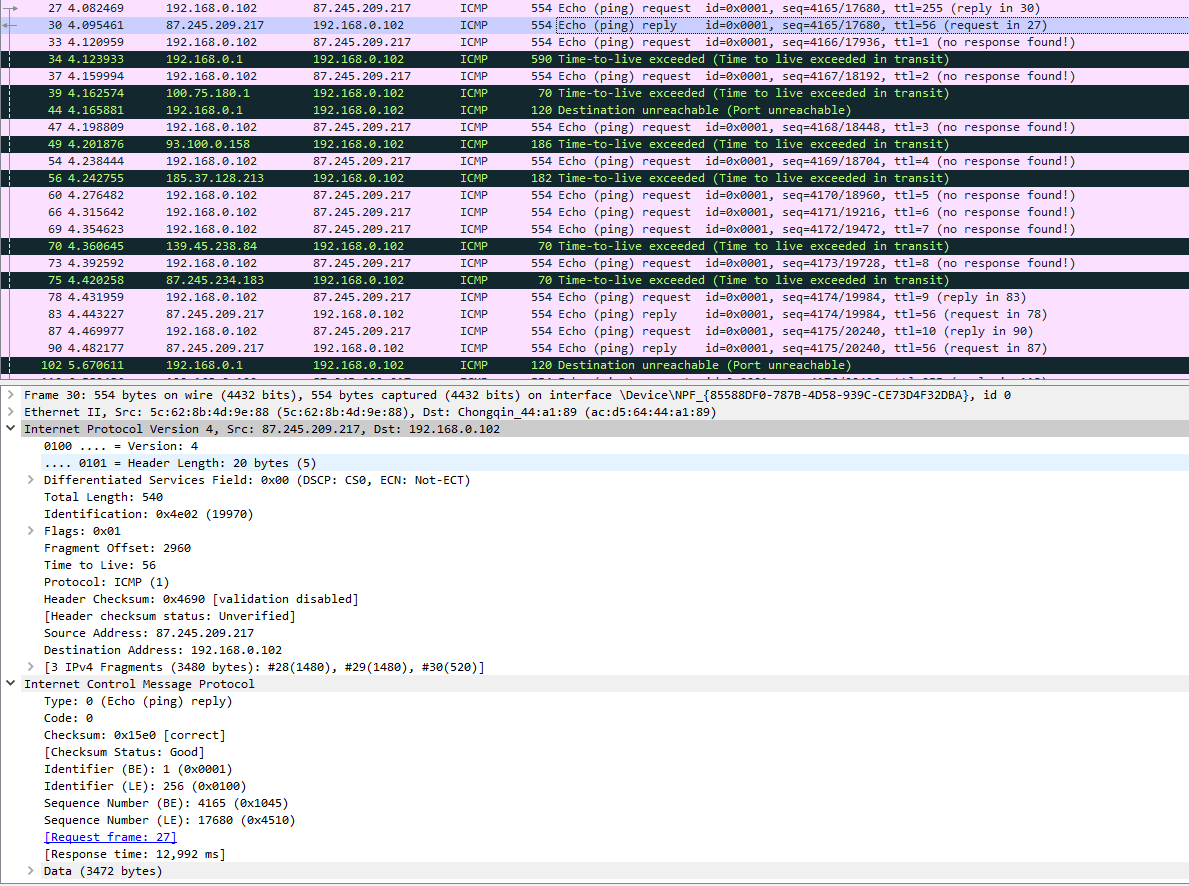 27 4.082469 192.168.0.102 87.245.209.217 ICMP 554 Echo (ping) request id=0x0001, seq=4165/17680, ttl=255 (reply in 30)
30 4.095461 87.245.209.217 192.168.0.102 ICMP 554 Echo (ping) reply id=0x0001, seq=4165/17680, ttl=56 (request in 27)
33 4.120959 192.168.0.102 87.245.209.217 ICMP 554 Echo (ping) request id=0x0001, seq=4166/17936, ttl=1 (no response found!)
34 4.123933 192.168.0.1 192.168.0.102 ICMP 590 Time-to-live exceeded (Time to live exceeded in transit)
37 4.159994 192.168.0.102 87.245.209.217 ICMP 554 Echo (ping) request id=0x0001, seq=4167/18192, ttl=2 (no response found!)
39 4.162574 100.75.180.1 192.168.0.102 ICMP 70 Time-to-live exceeded (Time to live exceeded in transit)
44 4.165881 192.168.0.1 192.168.0.102 ICMP 120 Destination unreachable (Port unreachable)
47 4.198809 192.168.0.102 87.245.209.217 ICMP 554 Echo (ping) request id=0x0001, seq=4168/18448, ttl=3 (no response found!)
49 4.201876 93.100.0.158 192.168.0.102 ICMP 186 Time-to-live exceeded (Time to live exceeded in transit)
54 4.238444 192.168.0.102 87.245.209.217 ICMP 554 Echo (ping) request id=0x0001, seq=4169/18704, ttl=4 (no response found!)
56 4.242755 185.37.128.213 192.168.0.102 ICMP 182 Time-to-live exceeded (Time to live exceeded in transit)
60 4.276482 192.168.0.102 87.245.209.217 ICMP 554 Echo (ping) request id=0x0001, seq=4170/18960, ttl=5 (no response found!)
66 4.315642 192.168.0.102 87.245.209.217 ICMP 554 Echo (ping) request id=0x0001, seq=4171/19216, ttl=6 (no response found!)
69 4.354623 192.168.0.102 87.245.209.217 ICMP 554 Echo (ping) request id=0x0001, seq=4172/19472, ttl=7 (no response found!)
70 4.360645 139.45.238.84 192.168.0.102 ICMP 70 Time-to-live exceeded (Time to live exceeded in transit)
73 4.392592 192.168.0.102 87.245.209.217 ICMP 554 Echo (ping) request id=0x0001, seq=4173/19728, ttl=8 (no response found!)
75 4.420258 87.245.234.183 192.168.0.102 ICMP 70 Time-to-live exceeded (Time to live exceeded in transit)
78 4.431959 192.168.0.102 87.245.209.217 ICMP 554 Echo (ping) request id=0x0001, seq=4174/19984, ttl=9 (reply in 83)
83 4.443227 87.245.209.217 192.168.0.102 ICMP 554 Echo (ping) reply id=0x0001, seq=4174/19984, ttl=56 (request in 78)
87 4.469977 192.168.0.102 87.245.209.217 ICMP 554 Echo (ping) request id=0x0001, seq=4175/20240, ttl=10 (reply in 90)
90 4.482177 87.245.209.217 192.168.0.102 ICMP 554 Echo (ping) reply id=0x0001, seq=4175/20240, ttl=56 (request in 87)
102 5.670611 192.168.0.1 192.168.0.102 ICMP 120 Destination unreachable (Port unreachable)
Frame 30: 554 bytes on wire (4432 bits), 554 bytes captured (4432 bits) on interface \Device\NPF_{85588DF0-787B-4D58-939C-CE73D4F32DBA}, id 0
Ethernet II, Src: 5c:62:8b:4d:9e:88 (5c:62:8b:4d:9e:88), Dst: Chongqin_44:a1:89 (ac:d5:64:44:a1:89)
Internet Protocol Version 4, Src: 87.245.209.217, Dst: 192.168.0.102
0100 .... = Version: 4
.... 0101 = Header Length: 20 bytes (5)
Differentiated Services Field: 0x00 (DSCP: CS0, ECN: Not-ECT)
Total Length: 540
Identification: 0x4e02 (19970)
Flags: 0x01
Fragment Offset: 2960
Time to Live: 56
Protocol: ICMP (1)
Header Checksum: 0x4690 [validation disabled]
[Header checksum status: Unverified]
Source Address: 87.245.209.217
Destination Address: 192.168.0.102
[3 IPv4 Fragments (3480 bytes): #28(1480), #29(1480), #30(520)]
Internet Control Message Protocol
Type: 0 (Echo (ping) reply)
Code: 0
Checksum: 0x15e0 [correct]
[Checksum Status: Good]
Identifier (BE): 1 (0x0001)
Identifier (LE): 256 (0x0100)
Sequence Number (BE): 4165 (0x1045)
Sequence Number (LE): 17680 (0x4510)
[Request frame: 27]
[Response time: 12,992 ms]
Data (3472 bytes)